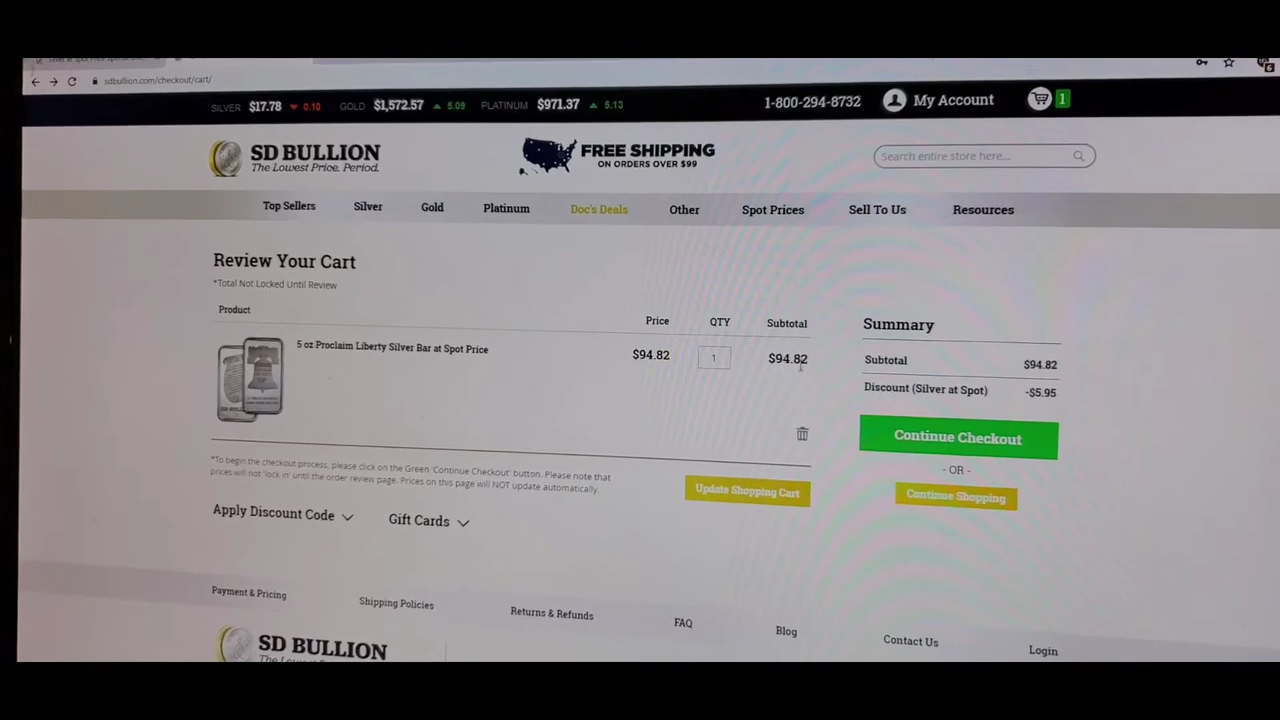 sdbullion.com/checkout/cart/
SILVER $17.78 0.10 GOLD $1,572.57 5.09 PLATINUM $971.37 5.13 1-800-294-8732 My Account 1
SD BULLION
The Lowest Price. Period.
FREE SHIPPING
ON ORDERS OVER $99
Search entire store here...
Top Sellers Silver Gold Platinum Doc's Deals Other Spot Prices Sell To Us Resources
Review Your Cart
*Total Not Locked Until Review
Product Price QTY Subtotal
5 oz Proclaim Liberty Silver Bar at Spot Price $94.82 1 $94.82
Summary
Subtotal $94.82
Discount (Silver at Spot) -$5.95
Continue Checkout
- OR -
Continue Shopping
*To begin the checkout process, please click on the Green 'Continue Checkout' button. Please note that
prices will not 'lock in' until the order review page. Prices on this page will NOT update automatically.
Update Shopping Cart
Apply Discount Code Gift Cards
Payment & Pricing Shipping Policies Returns & Refunds FAQ Blog Contact Us Login
SD BULLION